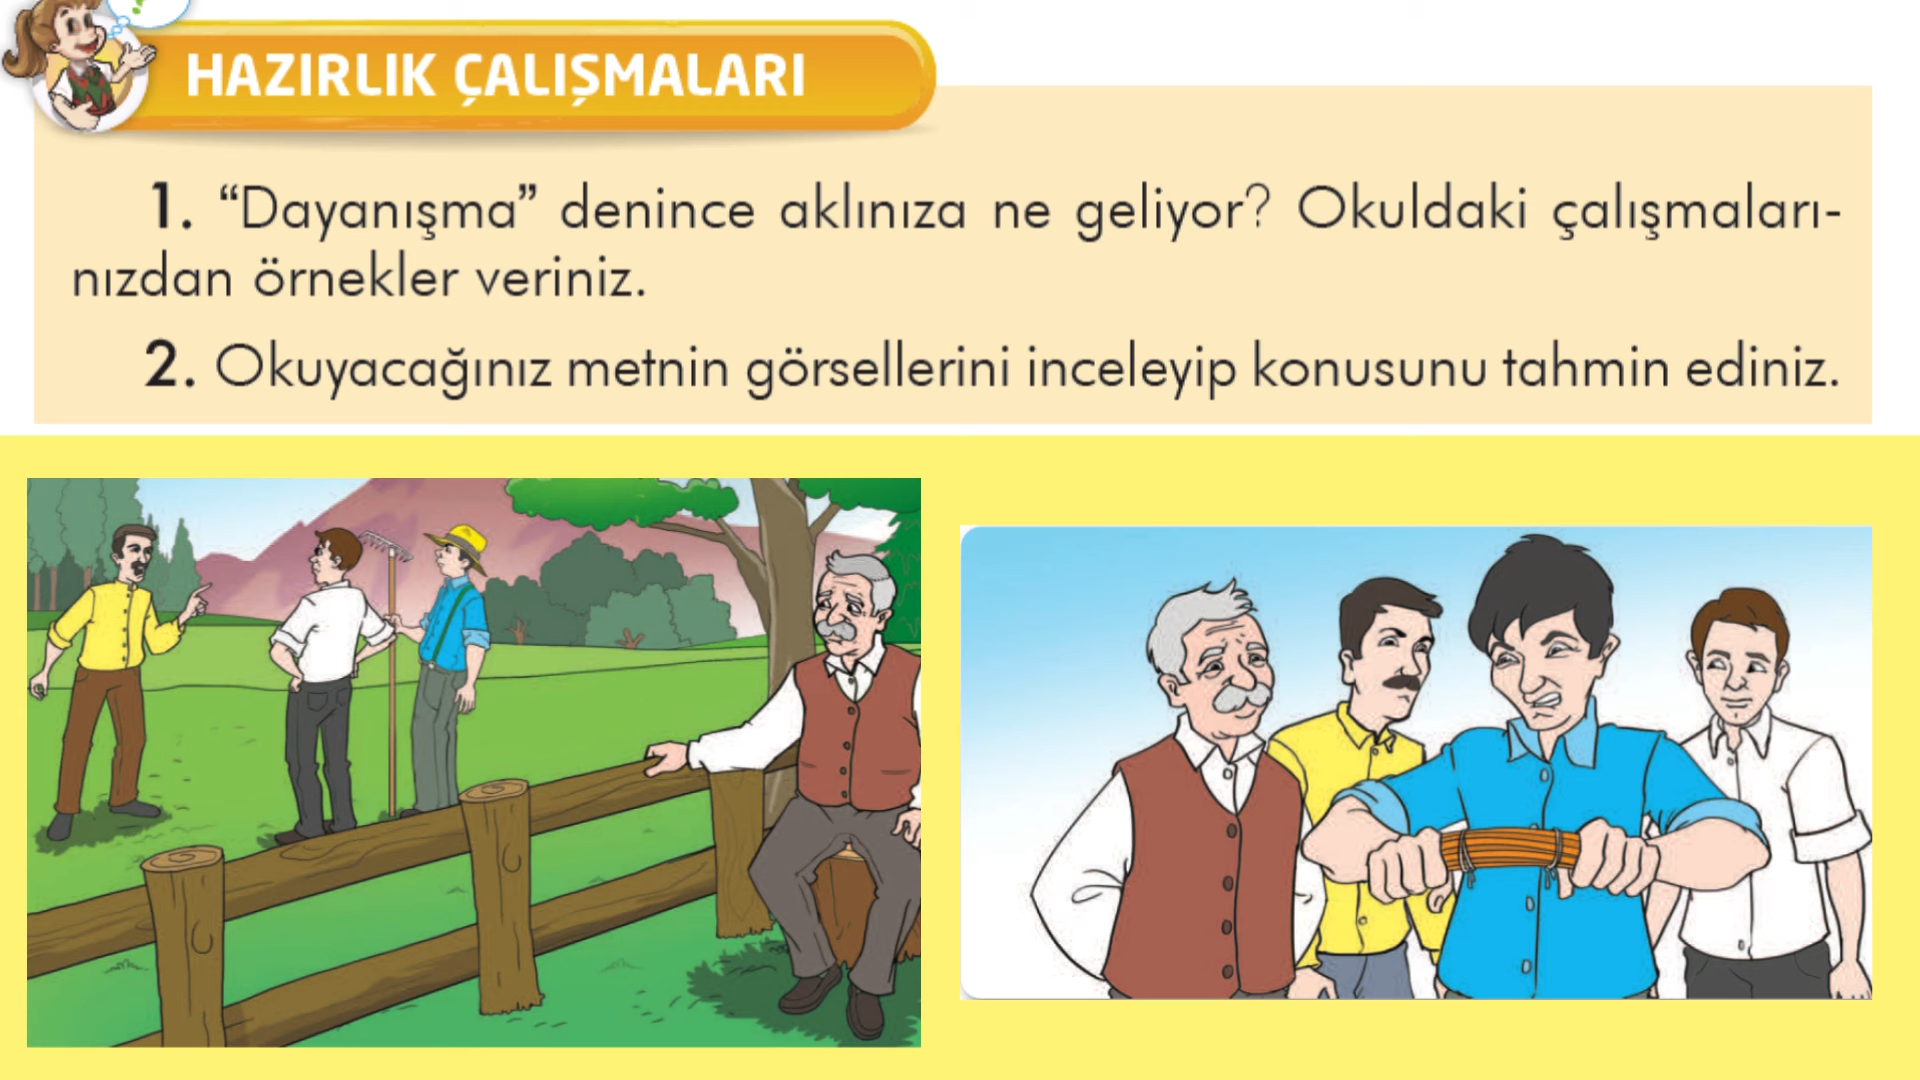 HAZIRLIK ÇALIŞMALARI
1. “Dayanışma” denince aklınıza ne geliyor? Okuldaki çalışmaları-
nızdan örnekler veriniz.
2. Okuyacağınız metnin görsellerini inceleyip konusunu tahmin ediniz.